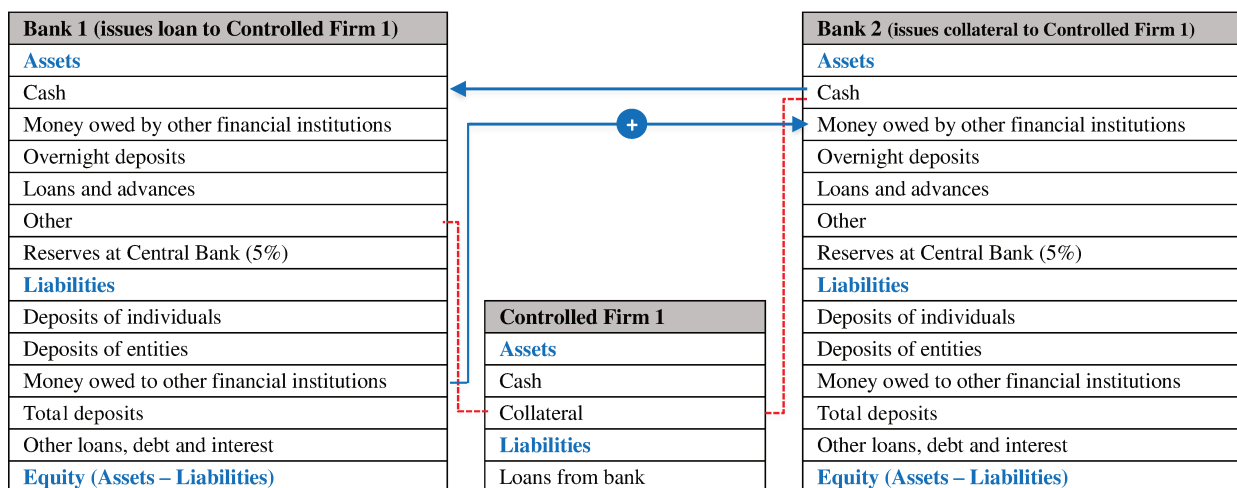 Bank 1 (issues loan to Controlled Firm 1)
Assets
Cash
Money owed by other financial institutions
Overnight deposits
Loans and advances
Other
Reserves at Central Bank (5%)
Liabilities
Deposits of individuals
Deposits of entities
Money owed to other financial institutions
Total deposits
Other loans, debt and interest
Equity (Assets – Liabilities)
+
Controlled Firm 1
Assets
Cash
Collateral
Liabilities
Loans from bank
Bank 2 (issues collateral to Controlled Firm 1)
Assets
Cash
Money owed by other financial institutions
Overnight deposits
Loans and advances
Other
Reserves at Central Bank (5%)
Liabilities
Deposits of individuals
Deposits of entities
Money owed to other financial institutions
Total deposits
Other loans, debt and interest
Equity (Assets – Liabilities)